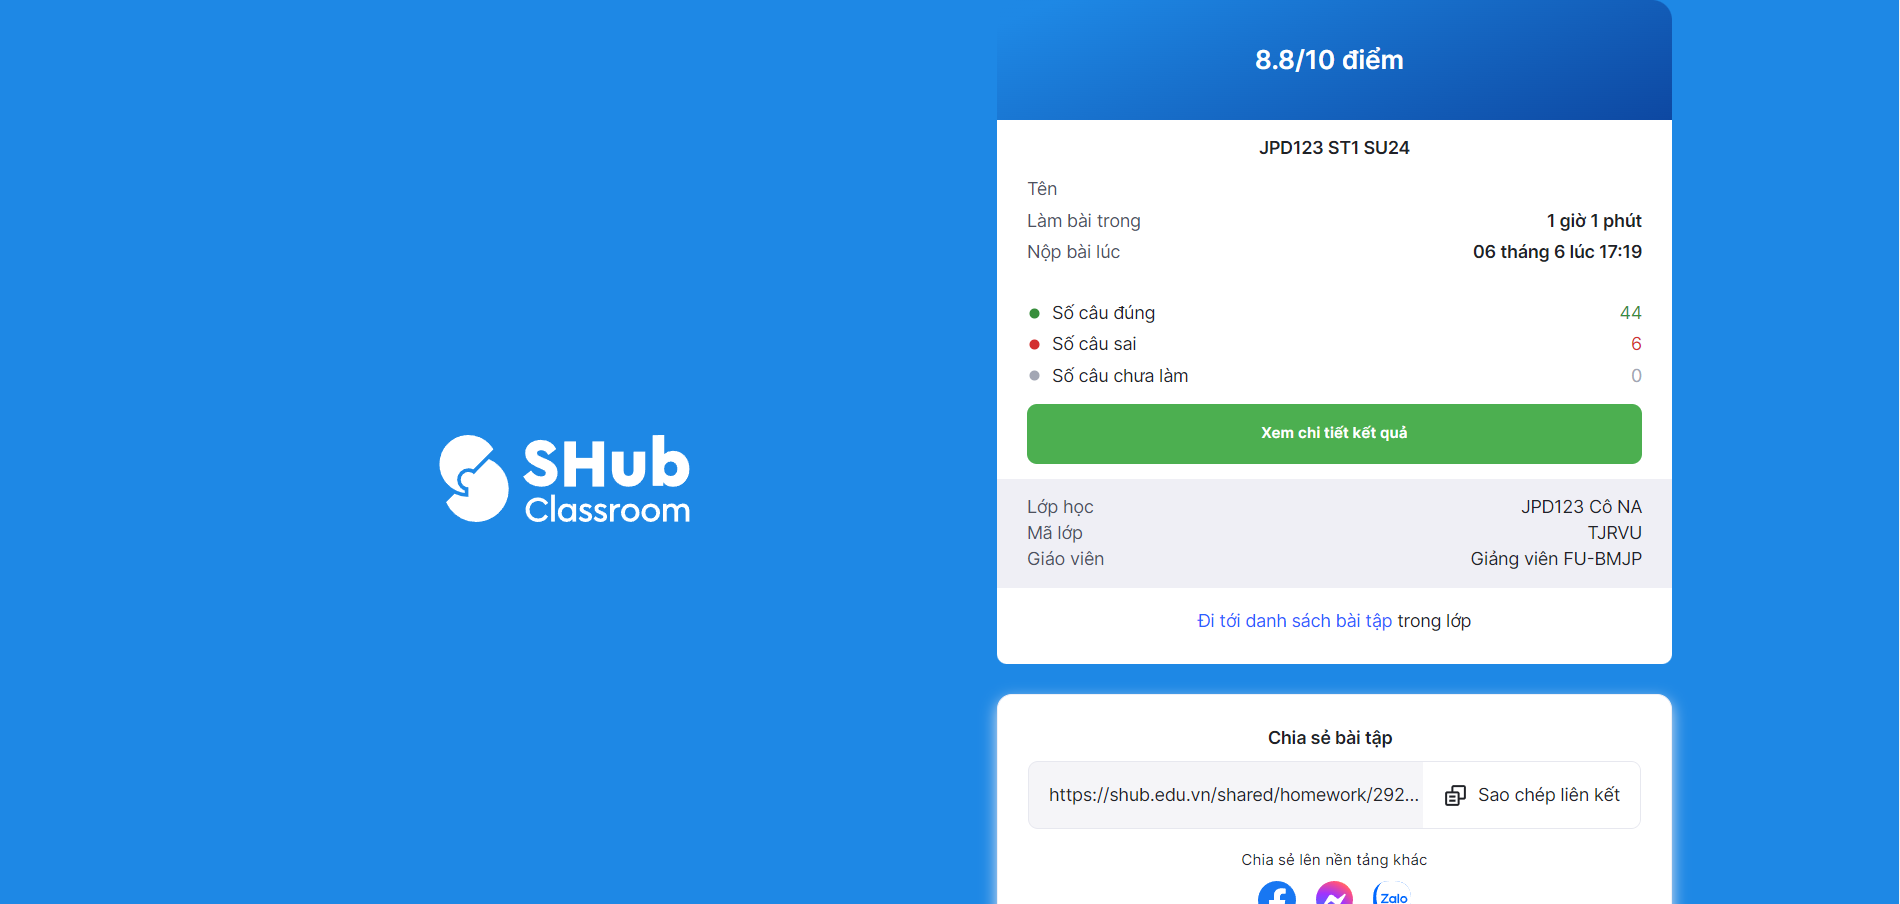 SHub
Classroom
8.8/10 điểm
JPD123 ST1 SU24
Tên
Làm bài trong 1 giờ 1 phút
Nộp bài lúc 06 tháng 6 lúc 17:19
Số câu đúng 44
Số câu sai 6
Số câu chưa làm 0
Xem chi tiết kết quả
Lớp học JPD123 Cô NA
Mã lớp TJRVU
Giáo viên Giảng viên FU-BMJP
Đi tới danh sách bài tập trong lớp
Chia sẻ bài tập
https://shub.edu.vn/shared/homework/292... Sao chép liên kết
Chia sẻ lên nền tảng khác
Zalo